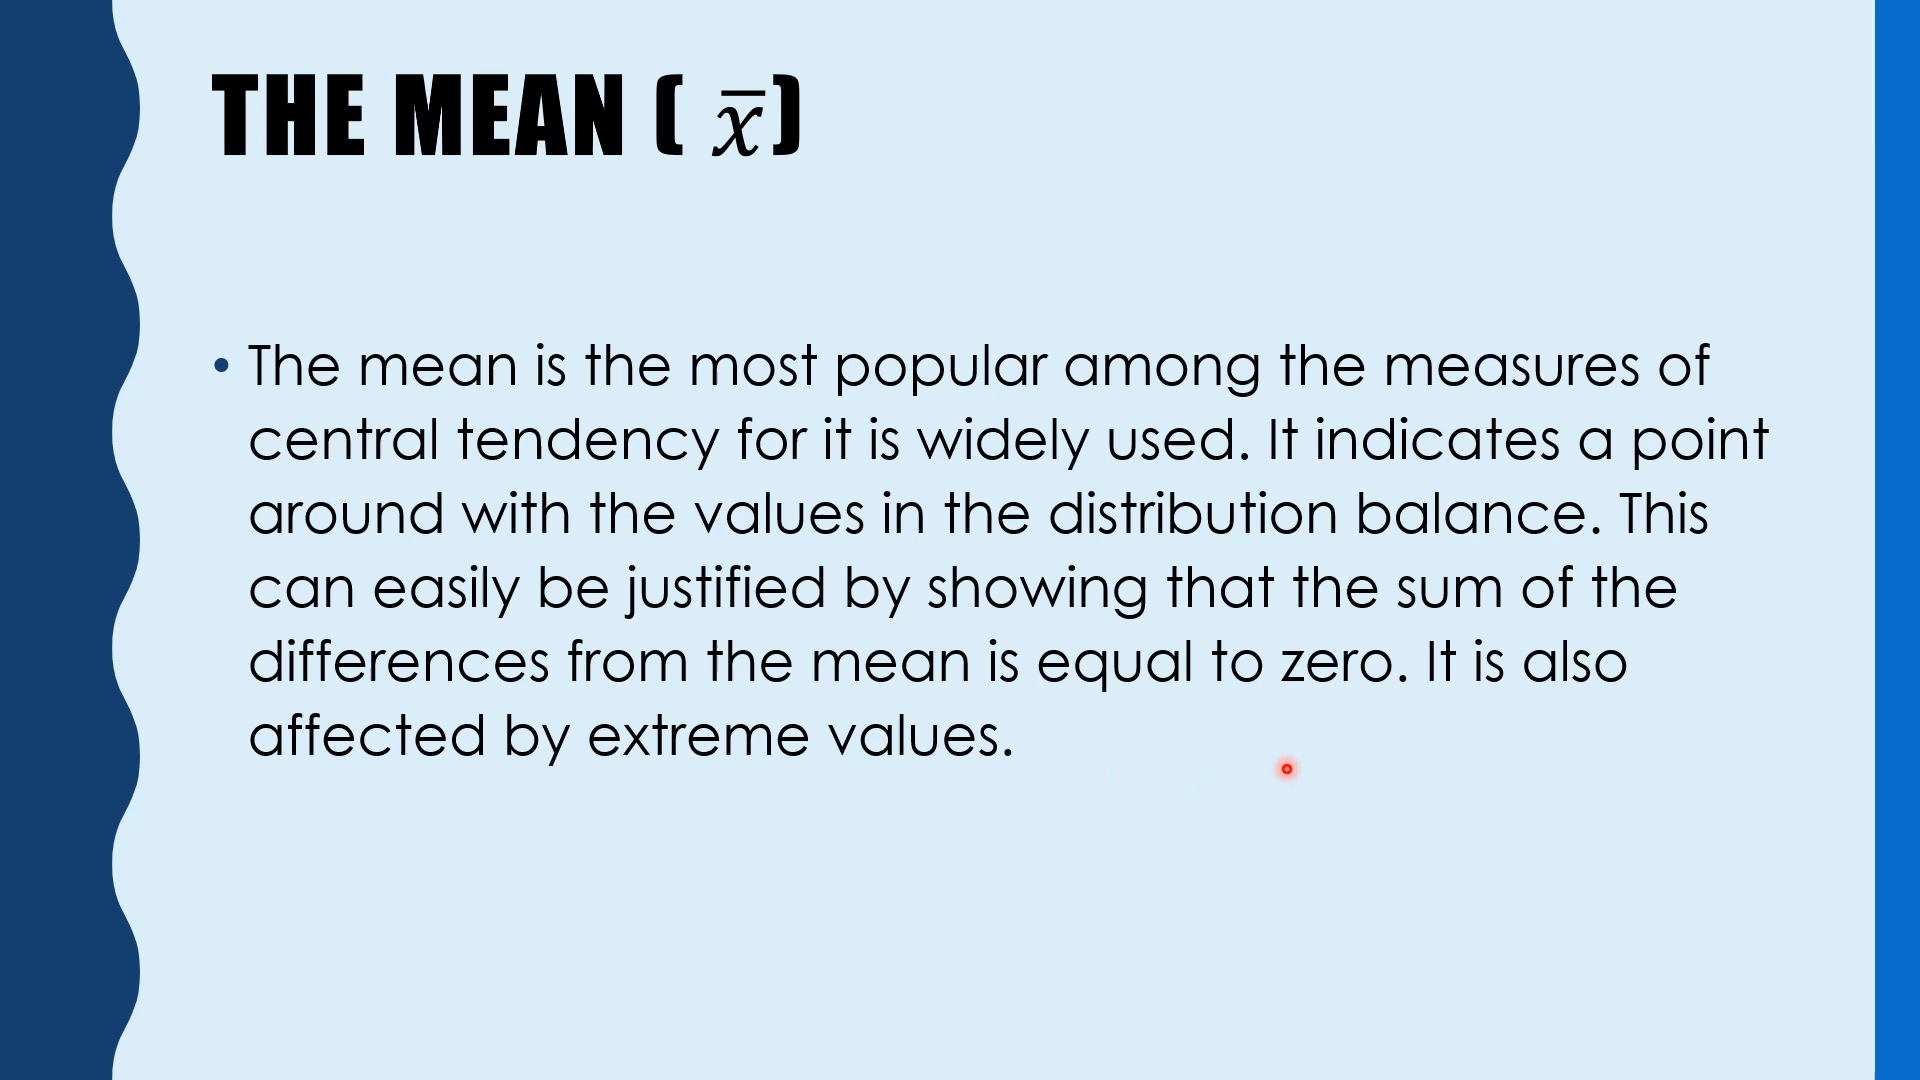 THE MEAN ( x̅)
• The mean is the most popular among the measures of
central tendency for it is widely used. It indicates a point
around with the values in the distribution balance. This
can easily be justified by showing that the sum of the
differences from the mean is equal to zero. It is also
affected by extreme values.